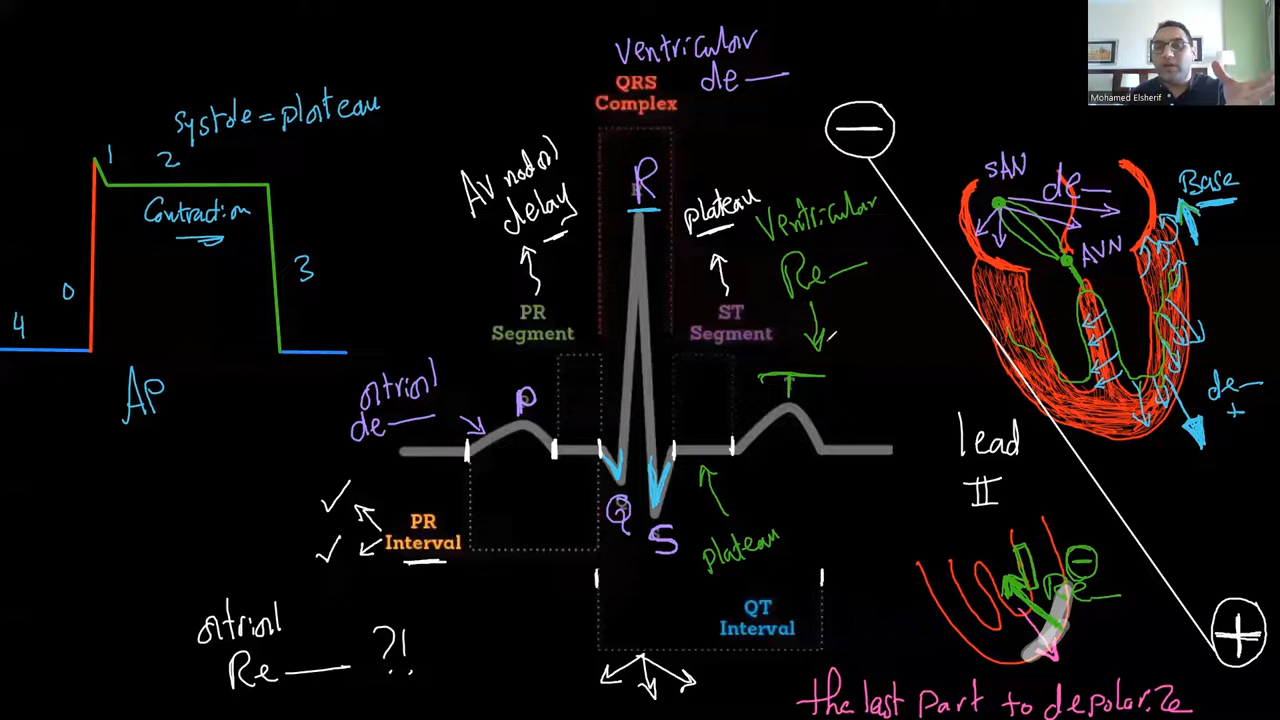 Mohamed Elsherif
Ventricular
de —
QRS
Complex
Systole = plateau
1
2
Contraction
0
3
4
AP
AV nodal
delay
R
plateau
Ventricular
Re —
PR
Segment
ST
Segment
atrial
de —
P
T
Q
S
plateau
PR
Interval
QT
Interval
atrial
Re — ?!
−
SAN
de —
Base
AVN
de —
+
lead
II
−
Re —
+
the last part to depolarize